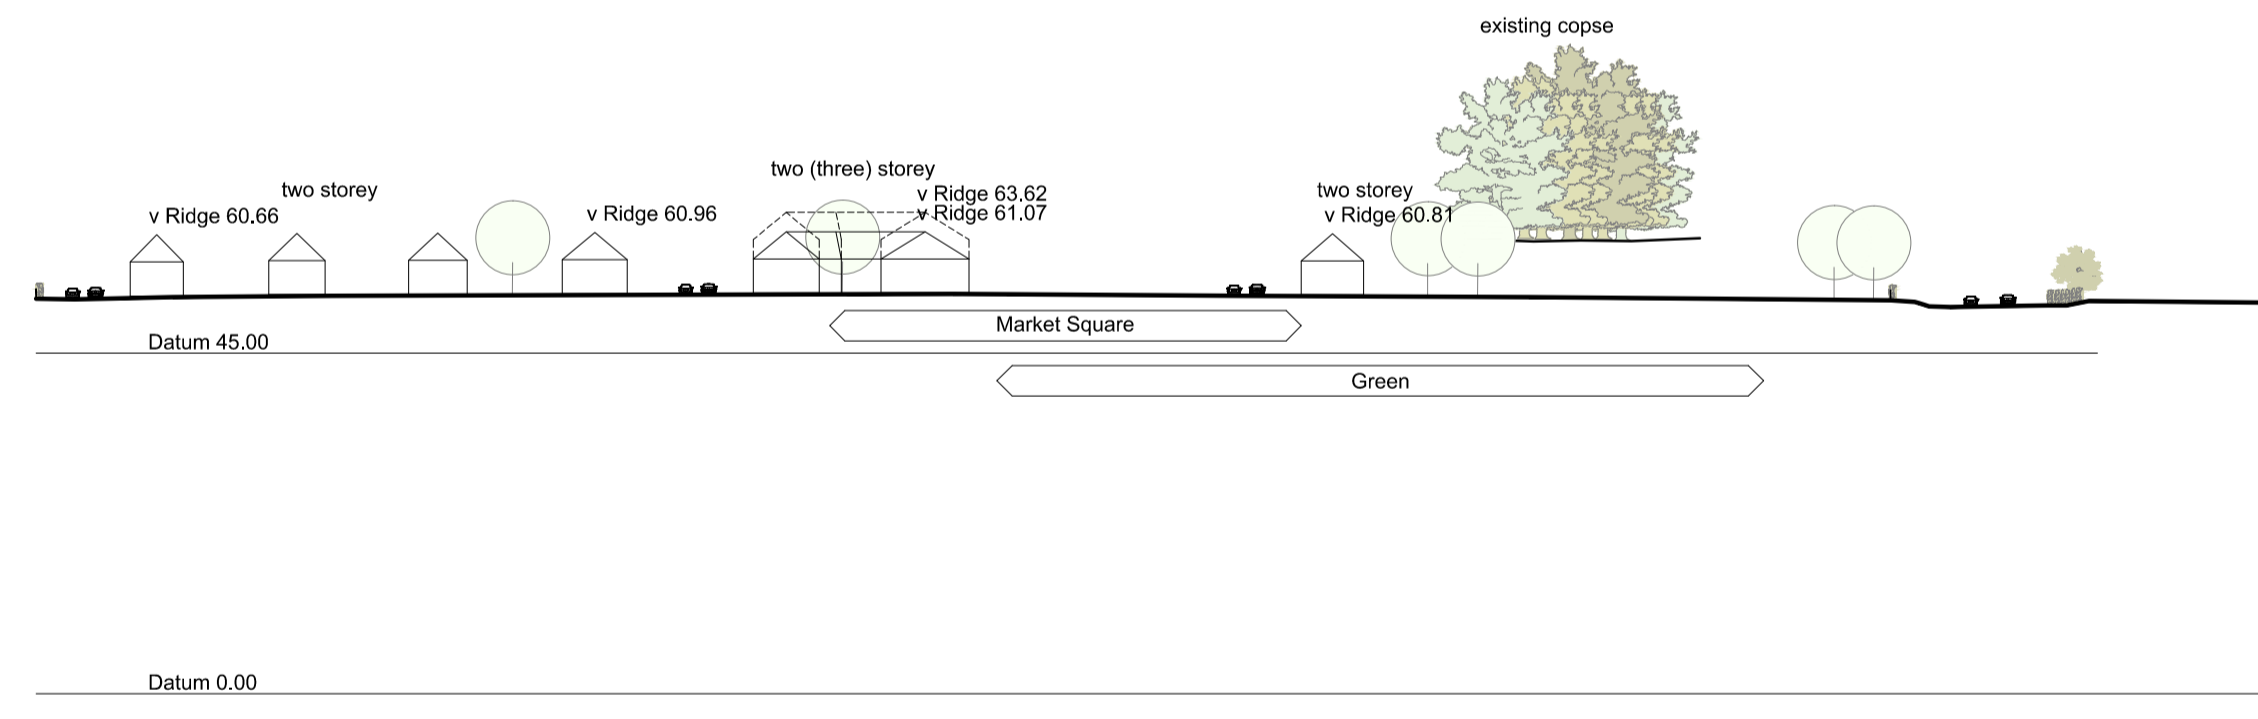 existing copse
two (three) storey
two storey
v Ridge 60.66
v Ridge 60.96
v Ridge 63.62
v Ridge 61.07
two storey
v Ridge 60.81
Market Square
Datum 45.00
Green
Datum 0.00